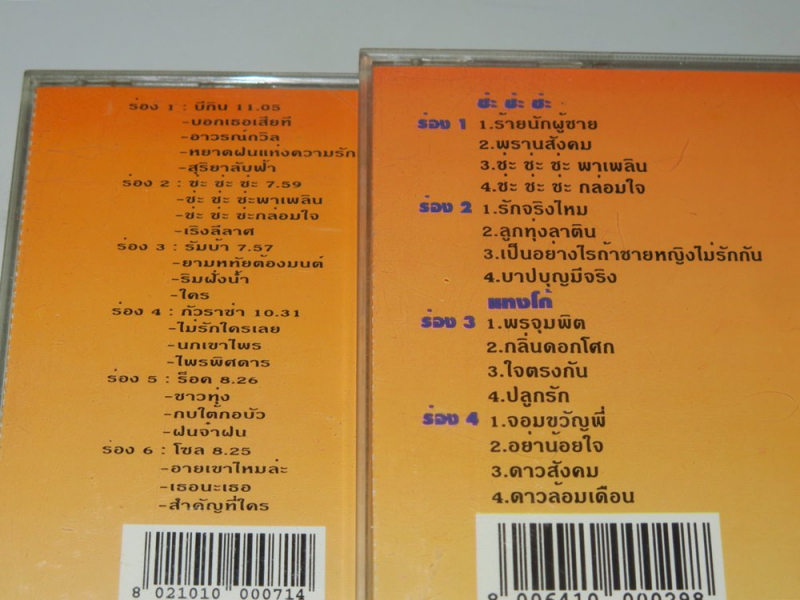 ร่อง 1 : บีกิน 11.05
-บอกเธอเสียที
-อาวรณ์ถวิล
-หยาดฝนแห่งความรัก
-สุริยาลับฟ้า
ร่อง 2 : ช่ะ ช่ะ ช่ะ 7.59
-ช่ะ ช่ะ ช่ะพาเพลิน
-ช่ะ ช่ะ ช่ะกล่อมใจ
-เริงลีลาศ
ร่อง 3 : รัมบ้า 7.57
-ยามหทัยต้องมนต์
-ริมฝั่งน้ำ
-ใคร
ร่อง 4 : กัวราช่า 10.31
-ไม่รักใครเลย
-นกเขาไพร
-ไพรพิศดาร
ร่อง 5 : ร็อค 8.26
-ชาวทุ่ง
-กบใต้กอบัว
-ฝนจ๋าฝน
ร่อง 6 : โซล 8.25
-อายเขาไหมล่ะ
-เธอนะเธอ
-สำคัญที่ใคร
8 021010 000714
ช่ะ ช่ะ ช่ะ
ร่อง 1 1.ร้ายนักผู้ชาย
2.พรานสังคม
3.ช่ะ ช่ะ ช่ะ พาเพลิน
4.ช่ะ ช่ะ ช่ะ กล่อมใจ
ร่อง 2 1.รักจริงไหม
2.ลูกทุ่งลาติน
3.เป็นอย่างไรถ้าชายหญิงไม่รักกัน
4.บาปบุญมีจริง
แทงโก้
ร่อง 3 1.พรจุมพิต
2.กลิ่นดอกโศก
3.ใจตรงกัน
4.ปลูกรัก
ร่อง 4 1.จอมขวัญพี่
2.อย่าน้อยใจ
3.ดาวสังคม
4.ดาวล้อมเดือน
8 006410 000298